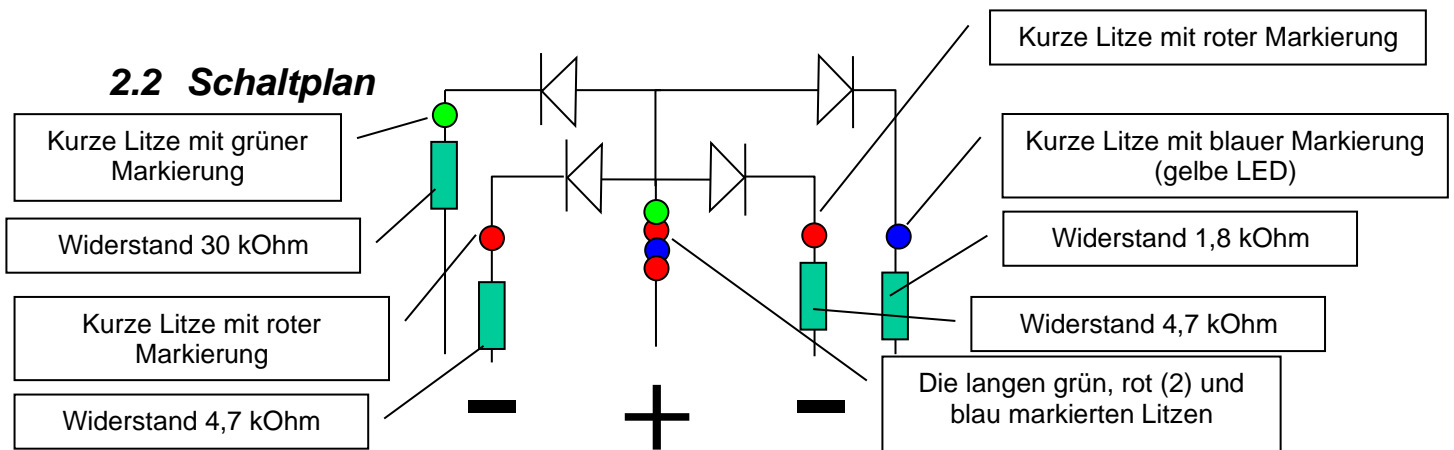 2.2 Schaltplan
Kurze Litze mit grüner
Markierung
Widerstand 30 kOhm
Kurze Litze mit roter
Markierung
Widerstand 4,7 kOhm
Kurze Litze mit roter Markierung
Kurze Litze mit blauer Markierung
(gelbe LED)
Widerstand 1,8 kOhm
Widerstand 4,7 kOhm
Die langen grün, rot (2) und
blau markierten Litzen
- + -